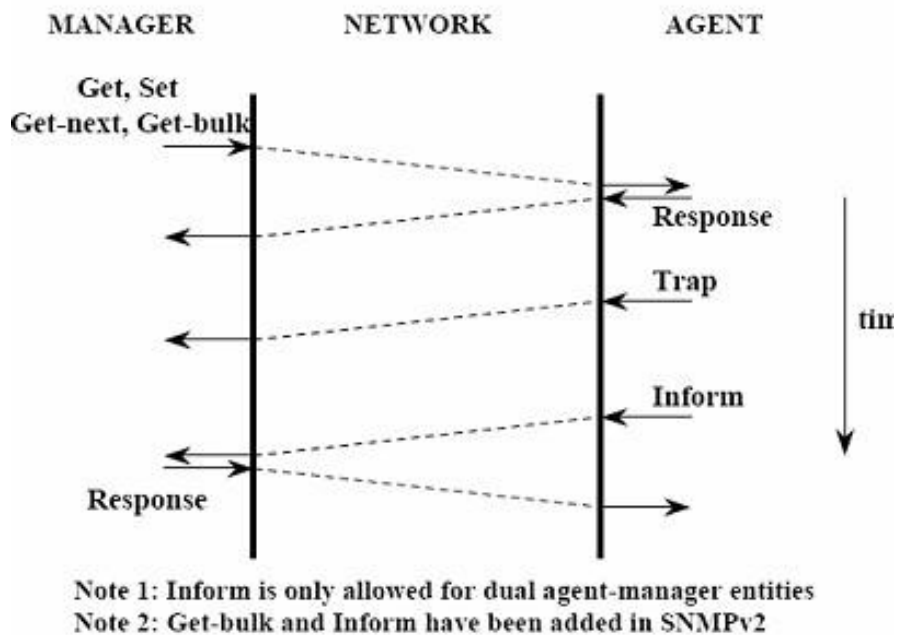 MANAGER NETWORK AGENT
Get, Set
Get-next, Get-bulk
Response
Trap
tim
Inform
Response
Note 1: Inform is only allowed for dual agent-manager entities
Note 2: Get-bulk and Inform have been added in SNMPv2